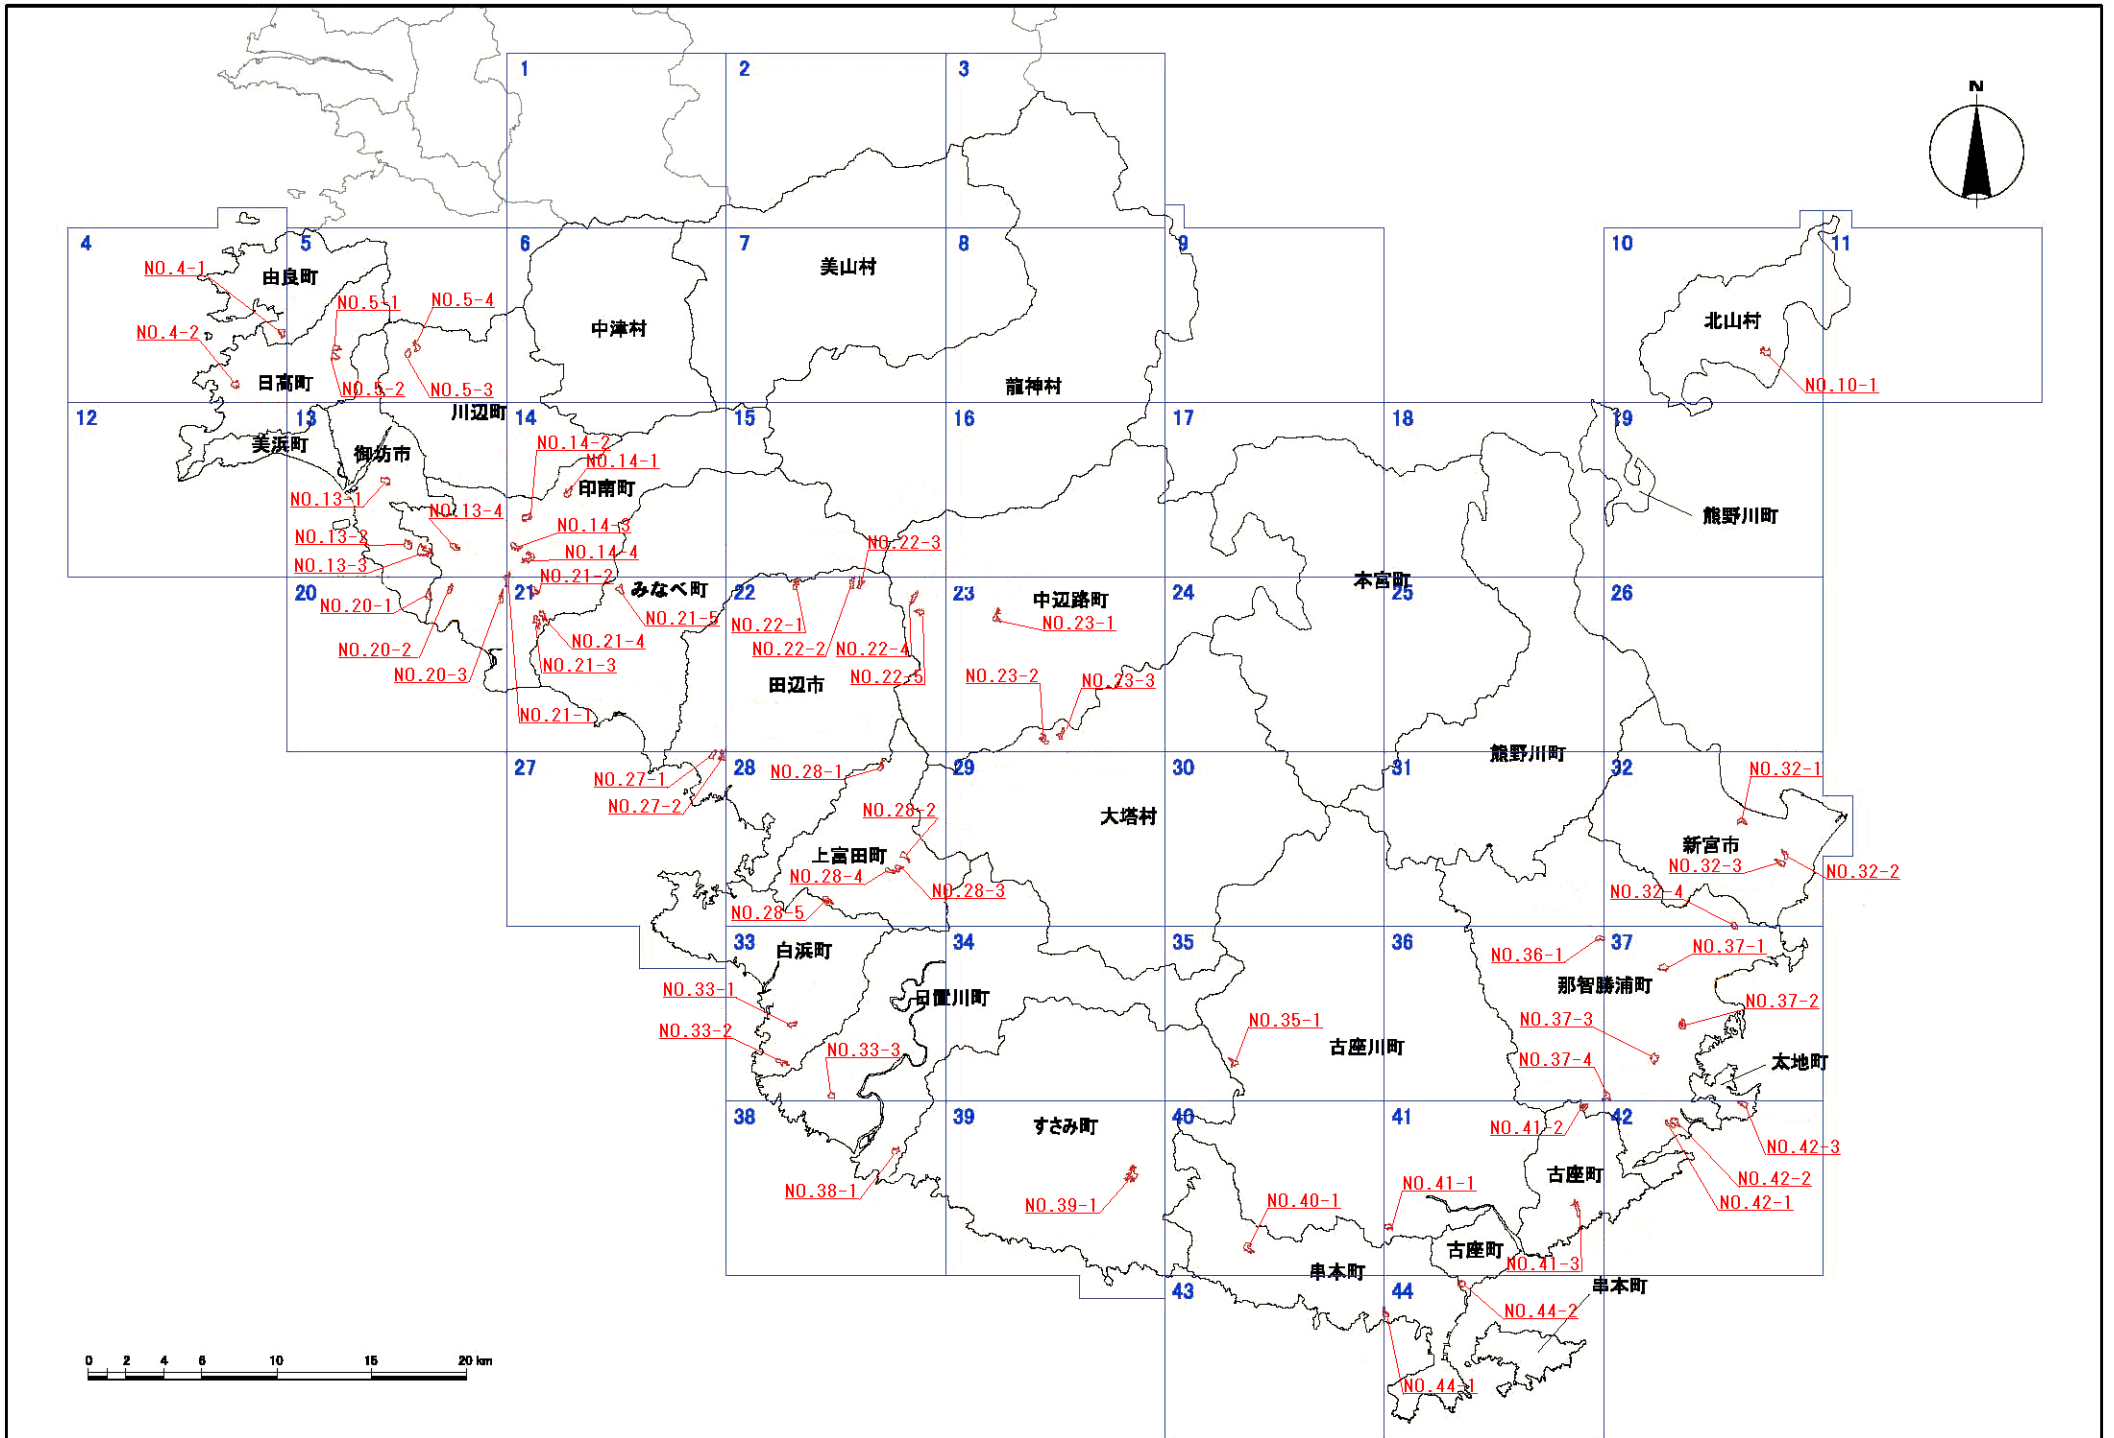 1
2
3
N
4
5
6
7
8
9
10
11
NO.4-1
由良町
美山村
NO.5-1
NO.5-4
NO.4-2
中津村
北山村
日高町
NO.5-2
NO.5-3
龍神村
NO.10-1
12
13
川辺町
14
15
16
17
18
19
美浜町
御坊市
NO.14-2
NO.14-1
印南町
NO.13-1
NO.13-4
熊野川町
NO.13-2
NO.14-3
NO.14-4
NO.22-3
NO.13-3
NO.21-2
20
21
みなべ町
22
23
中辺路町
24
本宮町
25
26
NO.20-1
NO.21-5
NO.22-1
NO.23-1
NO.20-2
NO.21-4
NO.22-2
NO.22-4
NO.20-3
NO.21-3
田辺市
NO.22-5
NO.23-2
NO.23-3
NO.21-1
27
28
29
30
31
熊野川町
32
NO.27-1
NO.28-1
NO.32-1
NO.27-2
NO.28-2
大塔村
上富田町
新宮市
NO.28-4
NO.28-3
NO.32-3
NO.32-2
NO.28-5
NO.32-4
33
白浜町
34
35
36
37
NO.36-1
NO.37-1
NO.33-1
日置川町
那智勝浦町
NO.37-2
NO.33-2
NO.33-3
NO.35-1
古座川町
NO.37-3
NO.37-4
太地町
38
39
すさみ町
40
41
42
NO.41-2
NO.42-3
NO.38-1
NO.39-1
NO.40-1
NO.41-1
古座町
NO.42-2
NO.42-1
古座町
NO.41-3
串本町
43
44
串本町
NO.44-2
NO.44-1
0 2 4 6 10 15 20 km